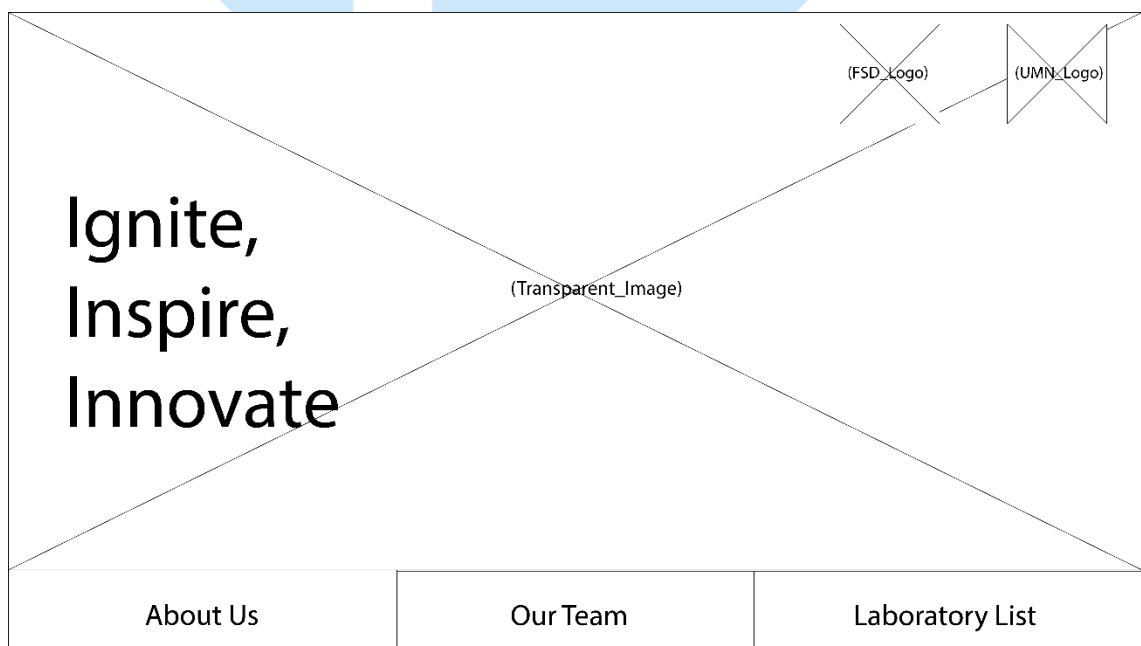 (FSD_Logo)
(UMN_Logo)
Ignite,
Inspire,
Innovate
(Transparent_Image)
About Us
Our Team
Laboratory List